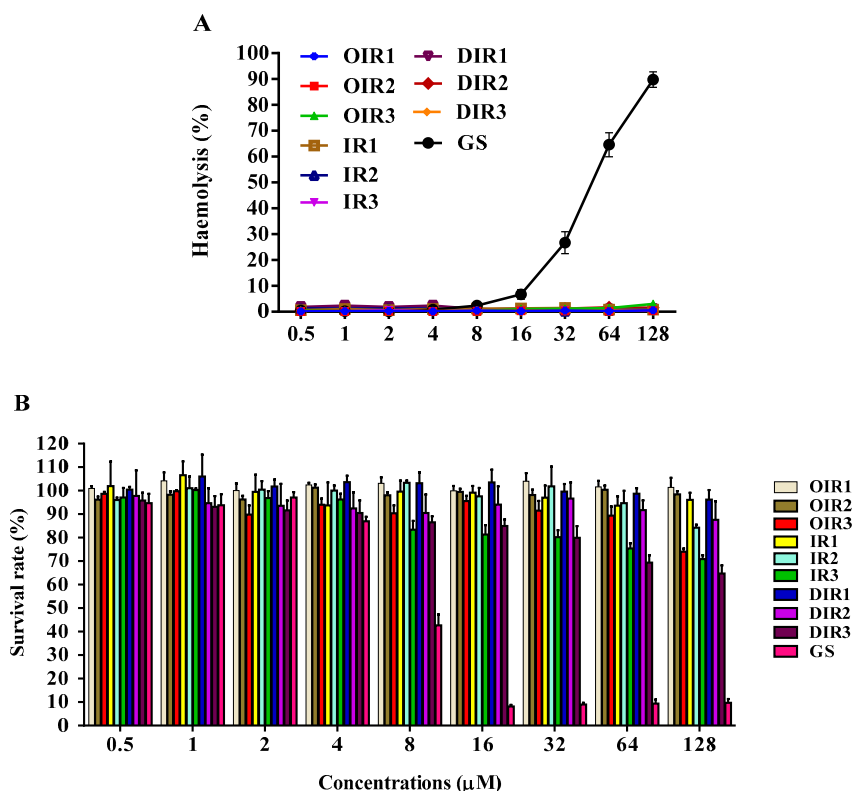 A
Haemolysis (%)
100
90
80
70
60
50
40
30
20
10
0
OIR1
OIR2
OIR3
IR1
IR2
IR3
DIR1
DIR2
DIR3
GS
0.5 1 2 4 8 16 32 64 128
B
Survival rate (%)
120
110
100
90
80
70
60
50
40
30
20
10
0
0.5 1 2 4 8 16 32 64 128
Concentrations (μM)
OIR1
OIR2
OIR3
IR1
IR2
IR3
DIR1
DIR2
DIR3
GS